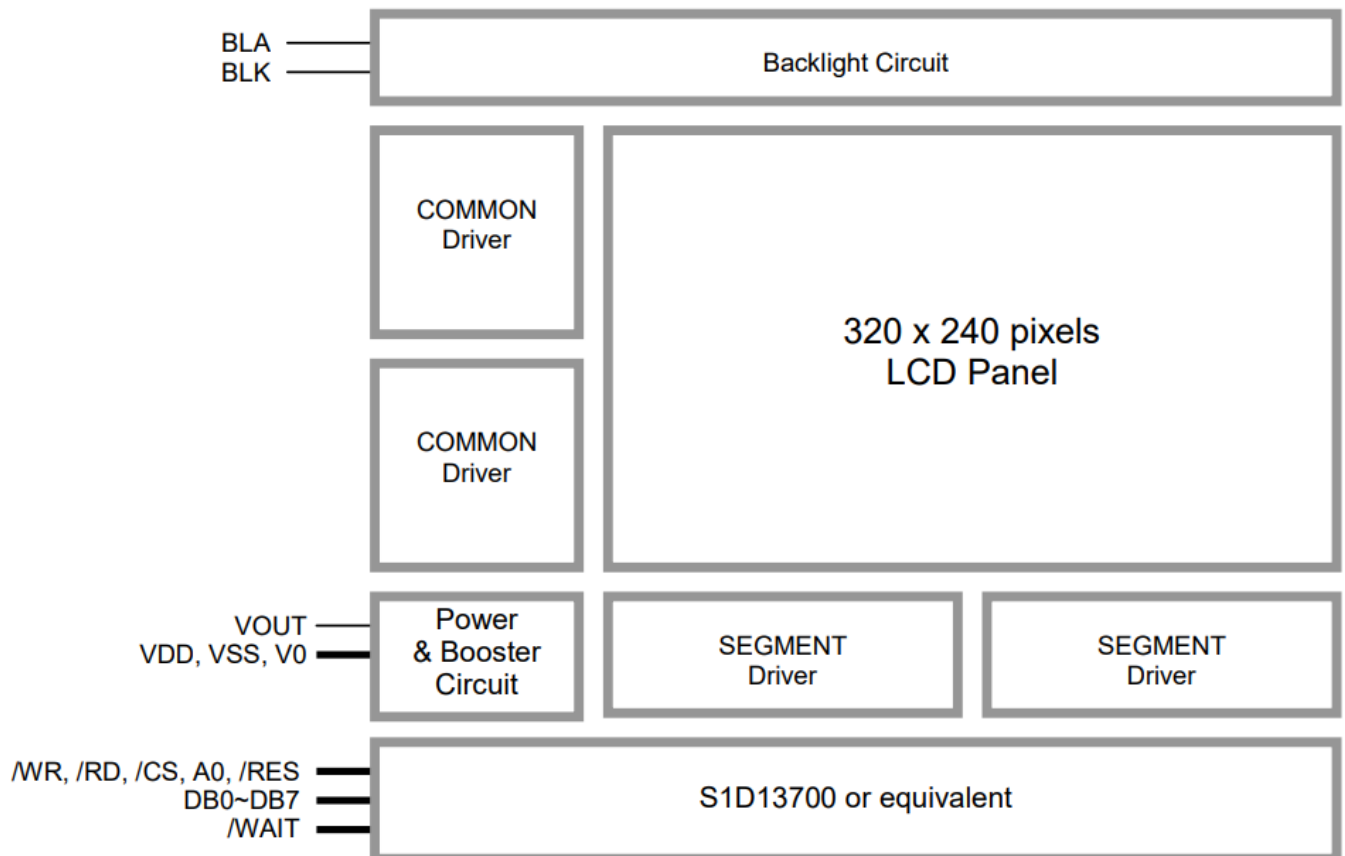 BLA
BLK
Backlight Circuit
COMMON
Driver
320 x 240 pixels
LCD Panel
COMMON
Driver
VOUT
VDD, VSS, V0
Power
& Booster
Circuit
SEGMENT
Driver
SEGMENT
Driver
/WR, /RD, /CS, A0, /RES
DB0~DB7
/WAIT
S1D13700 or equivalent